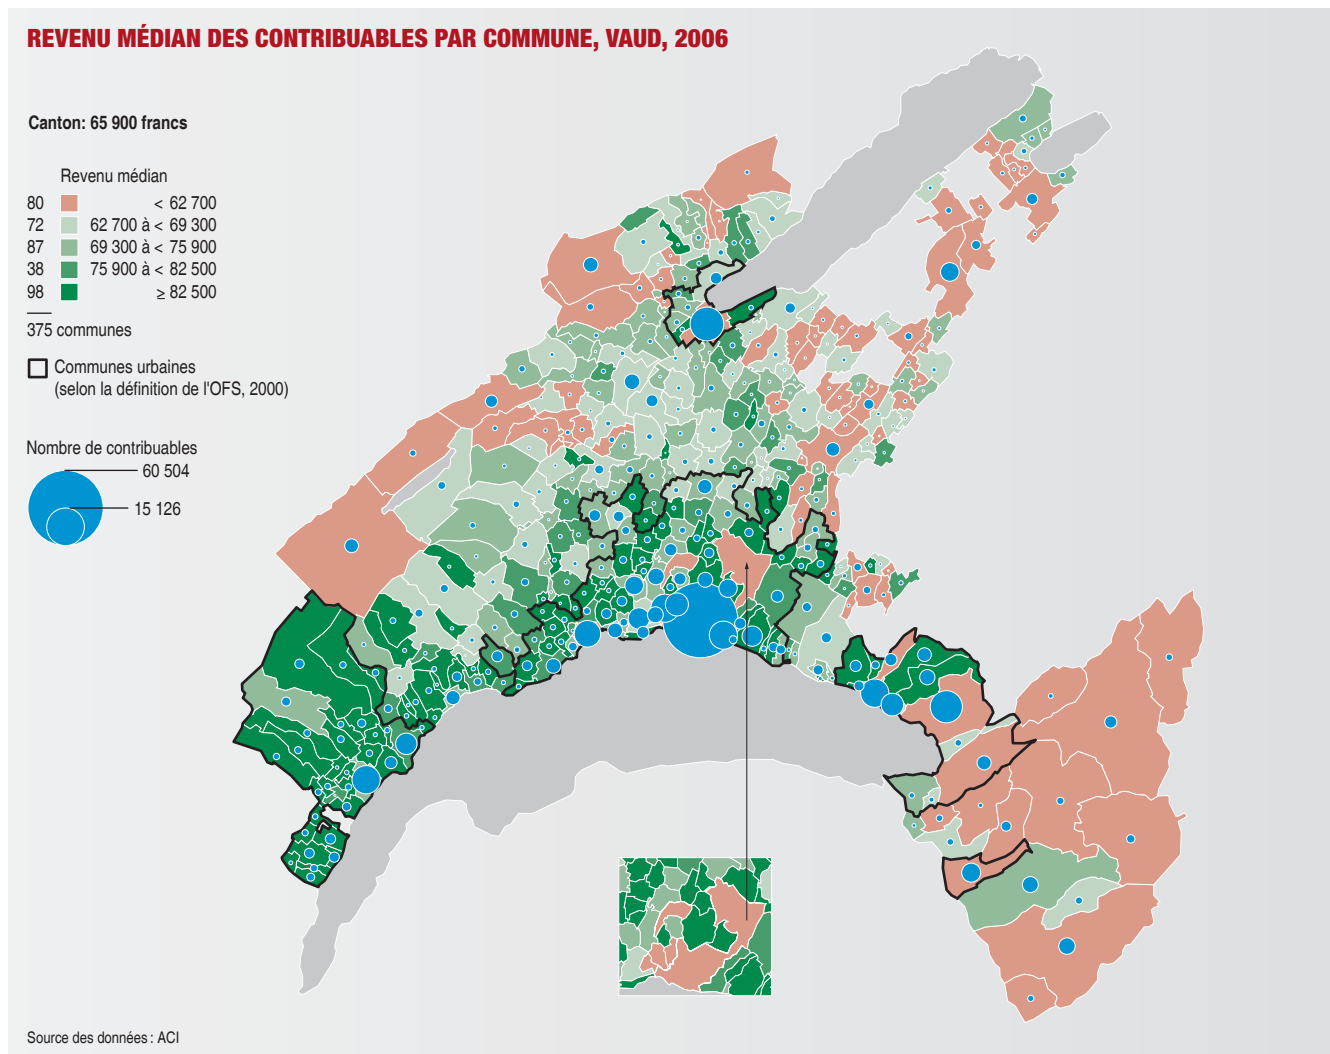 REVENU MÉDIAN DES CONTRIBUABLES PAR COMMUNE, VAUD, 2006
Canton: 65 900 francs
Revenu médian
80 < 62 700
72 62 700 à < 69 300
87 69 300 à < 75 900
38 75 900 à < 82 500
98 ≥ 82 500
375 communes
Communes urbaines
(selon la définition de l'OFS, 2000)
Nombre de contribuables
60 504
15 126
Source des données : ACI